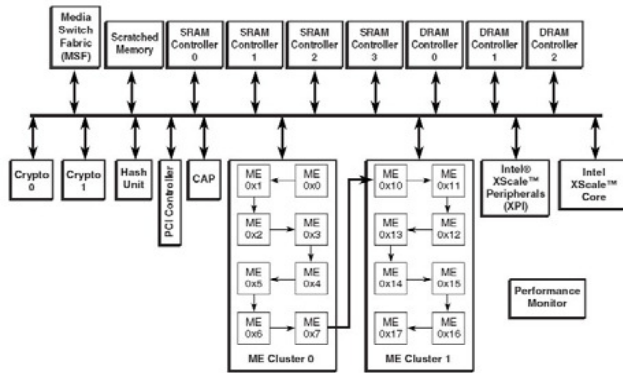 Media
Switch
Fabric
(MSF)
Scratched
Memory
SRAM
Controller
0
SRAM
Controller
1
SRAM
Controller
2
SRAM
Controller
3
DRAM
Controller
0
DRAM
Controller
1
DRAM
Controller
2
Crypto
0
Crypto
1
Hash
Unit
PCI Controller
CAP
ME
0x1
ME
0x0
ME
0x2
ME
0x3
ME
0x5
ME
0x4
ME
0x6
ME
0x7
ME Cluster 0
ME
0x10
ME
0x11
ME
0x13
ME
0x12
ME
0x14
ME
0x15
ME
0x17
ME
0x16
ME Cluster 1
Intel®
XScale™
Peripherals
(XPI)
Intel
XScale™
Core
Performance
Monitor